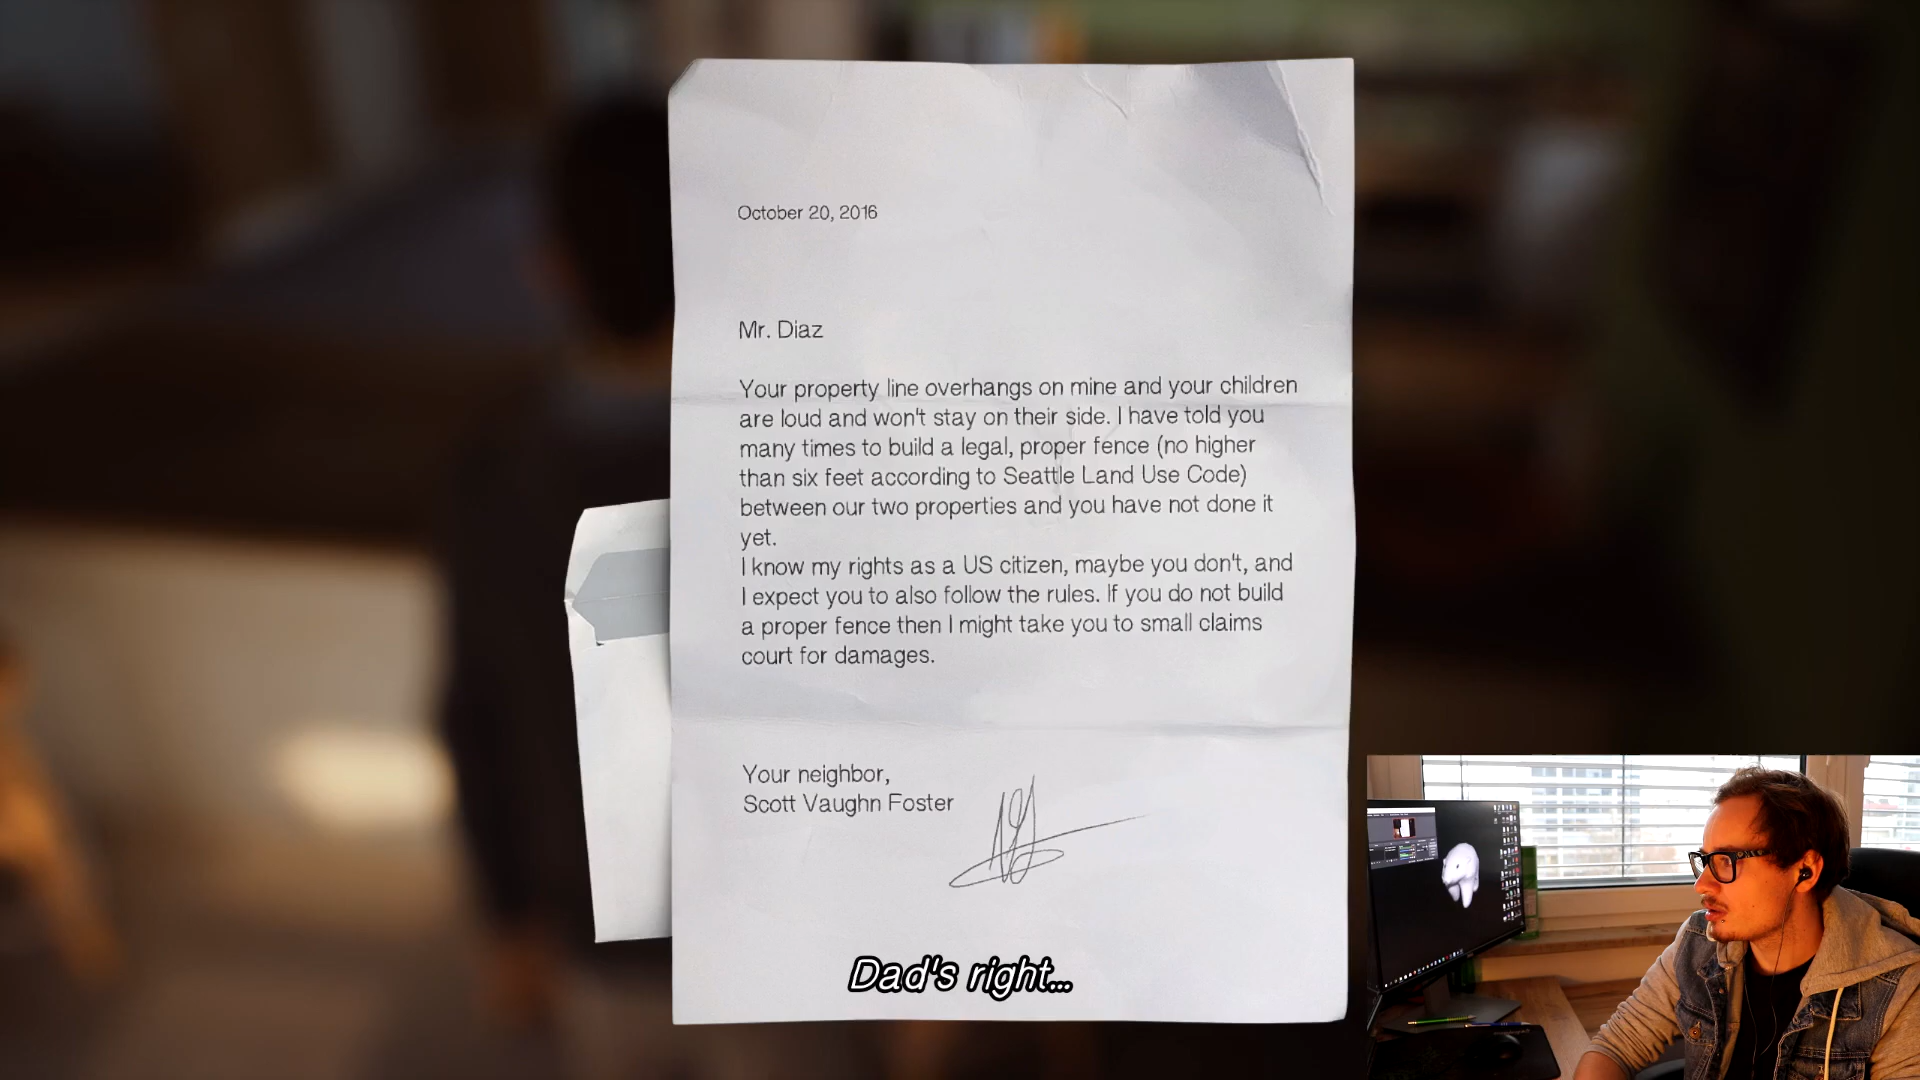 October 20, 2016
Mr. Diaz
Your property line overhangs on mine and your children
are loud and won't stay on their side. I have told you
many times to build a legal, proper fence (no higher
than six feet according to Seattle Land Use Code)
between our two properties and you have not done it
yet.
I know my rights as a US citizen, maybe you don't, and
I expect you to also follow the rules. If you do not build
a proper fence then I might take you to small claims
court for damages.
Your neighbor,
Scott Vaughn Foster
Dad's right...